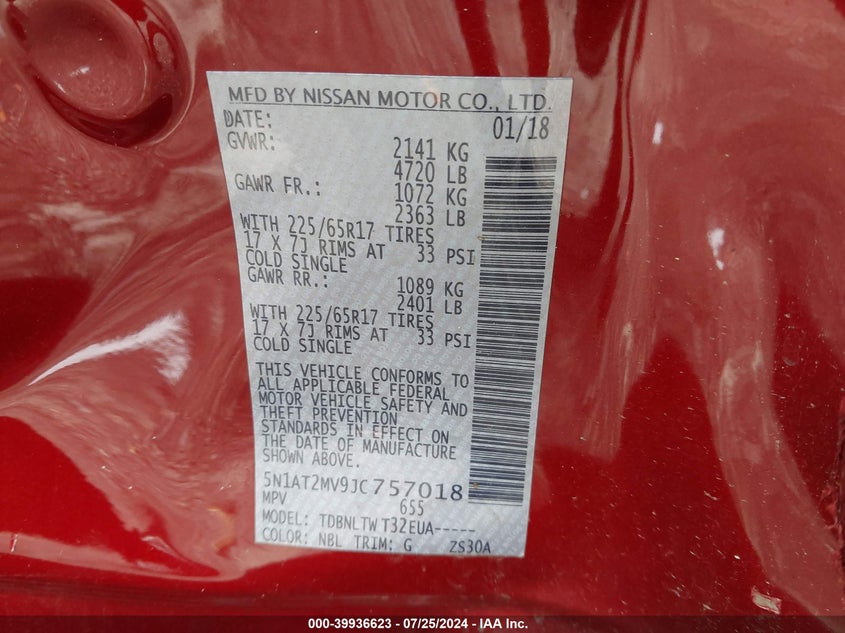 MFD BY NISSAN MOTOR CO., LTD.
DATE: 01/18
GVWR: 2141 KG
4720 LB
GAWR FR.: 1072 KG
2363 LB
WITH 225/65R17 TIRES
17 X 7J RIMS AT 33 PSI
COLD SINGLE
GAWR RR.: 1089 KG
2401 LB
WITH 225/65R17 TIRES
17 X 7J RIMS AT 33 PSI
COLD SINGLE
THIS VEHICLE CONFORMS TO
ALL APPLICABLE FEDERAL
MOTOR VEHICLE SAFETY AND
THEFT PREVENTION
STANDARDS IN EFFECT ON
THE DATE OF MANUFACTURE
SHOWN ABOVE.
5N1AT2MV9JC757018
MPV 6S5
MODEL: TDBNLTW T32EUA-----
COLOR: NBL TRIM: G ZS30A
000-39936623 - 07/25/2024 - IAA Inc.